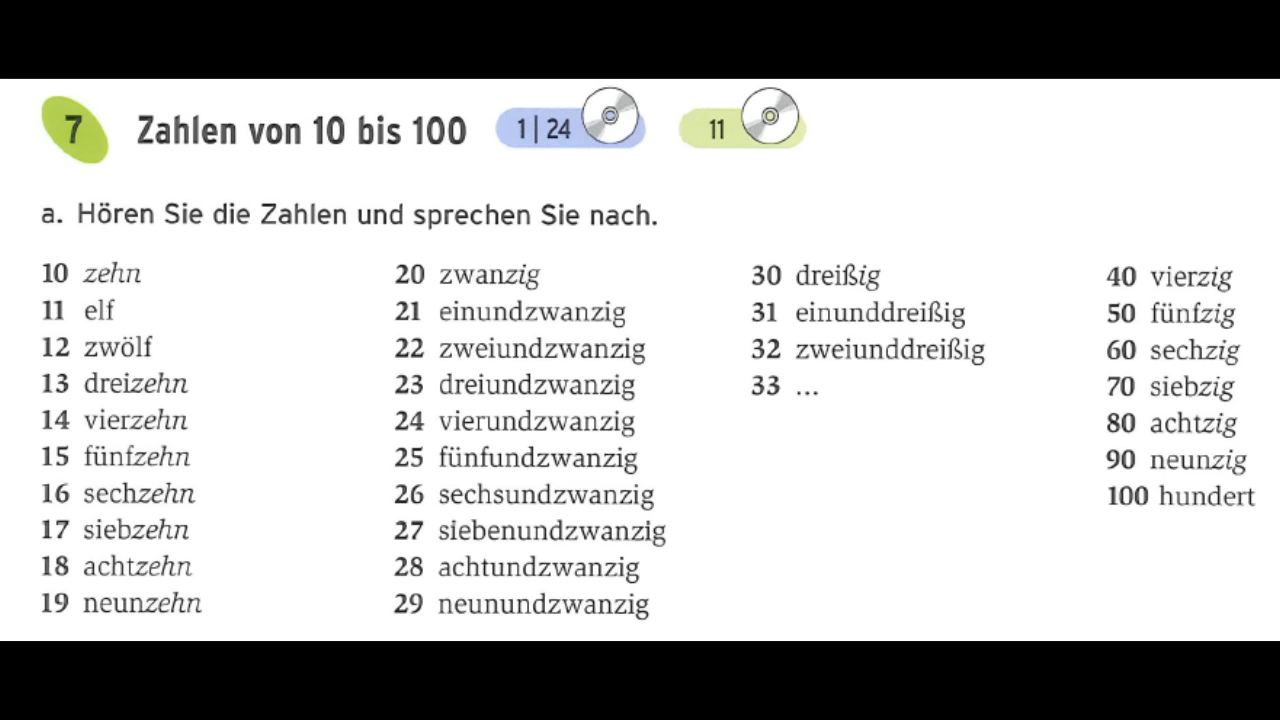 7 Zahlen von 10 bis 100 1|24 11
a. Hören Sie die Zahlen und sprechen Sie nach.
10 zehn
11 elf
12 zwölf
13 dreizehn
14 vierzehn
15 fünfzehn
16 sechzehn
17 siebzehn
18 achtzehn
19 neunzehn
20 zwanzig
21 einundzwanzig
22 zweiundzwanzig
23 dreiundzwanzig
24 vierundzwanzig
25 fünfundzwanzig
26 sechsundzwanzig
27 siebenundzwanzig
28 achtundzwanzig
29 neunundzwanzig
30 dreißig
31 einunddreißig
32 zweiunddreißig
33 ...
40 vierzig
50 fünfzig
60 sechzig
70 siebzig
80 achtzig
90 neunzig
100 hundert